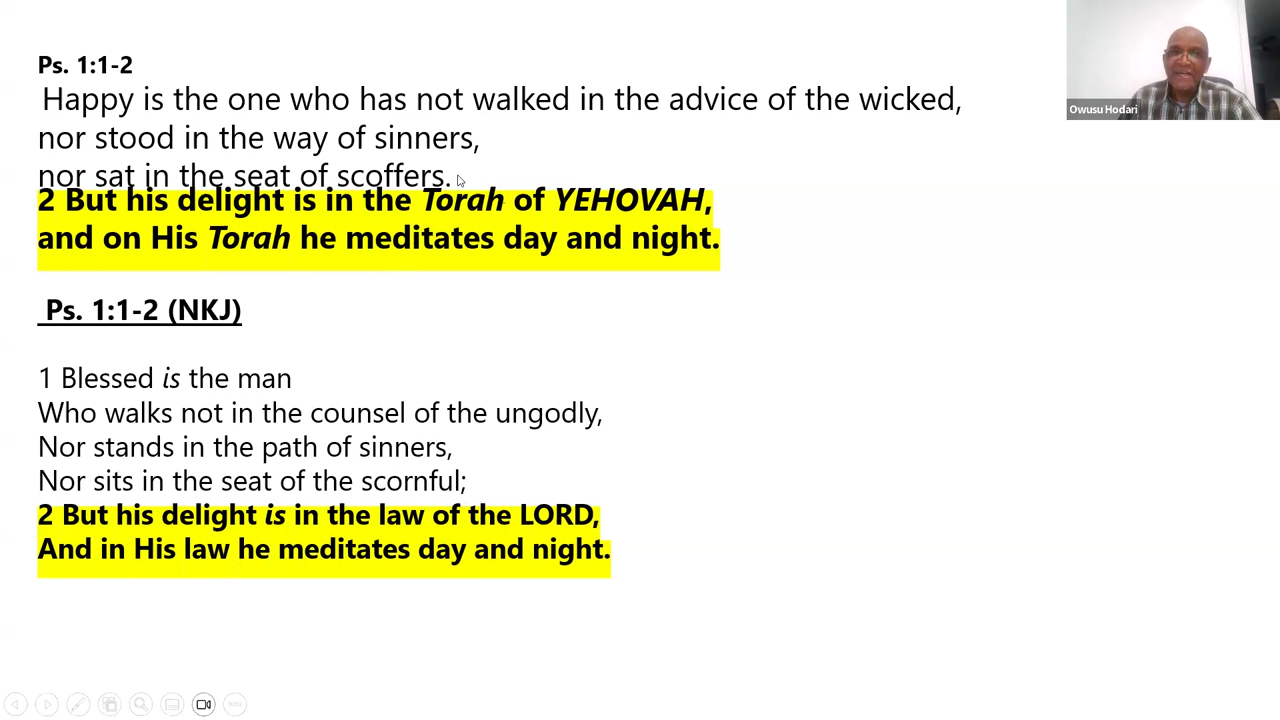 Ps. 1:1-2
Happy is the one who has not walked in the advice of the wicked,
nor stood in the way of sinners,
nor sat in the seat of scoffers.
2 But his delight is in the Torah of YEHOVAH,
and on His Torah he meditates day and night.
Ps. 1:1-2 (NKJ)
1 Blessed is the man
Who walks not in the counsel of the ungodly,
Nor stands in the path of sinners,
Nor sits in the seat of the scornful;
2 But his delight is in the law of the LORD,
And in His law he meditates day and night.
Owusu Hodari